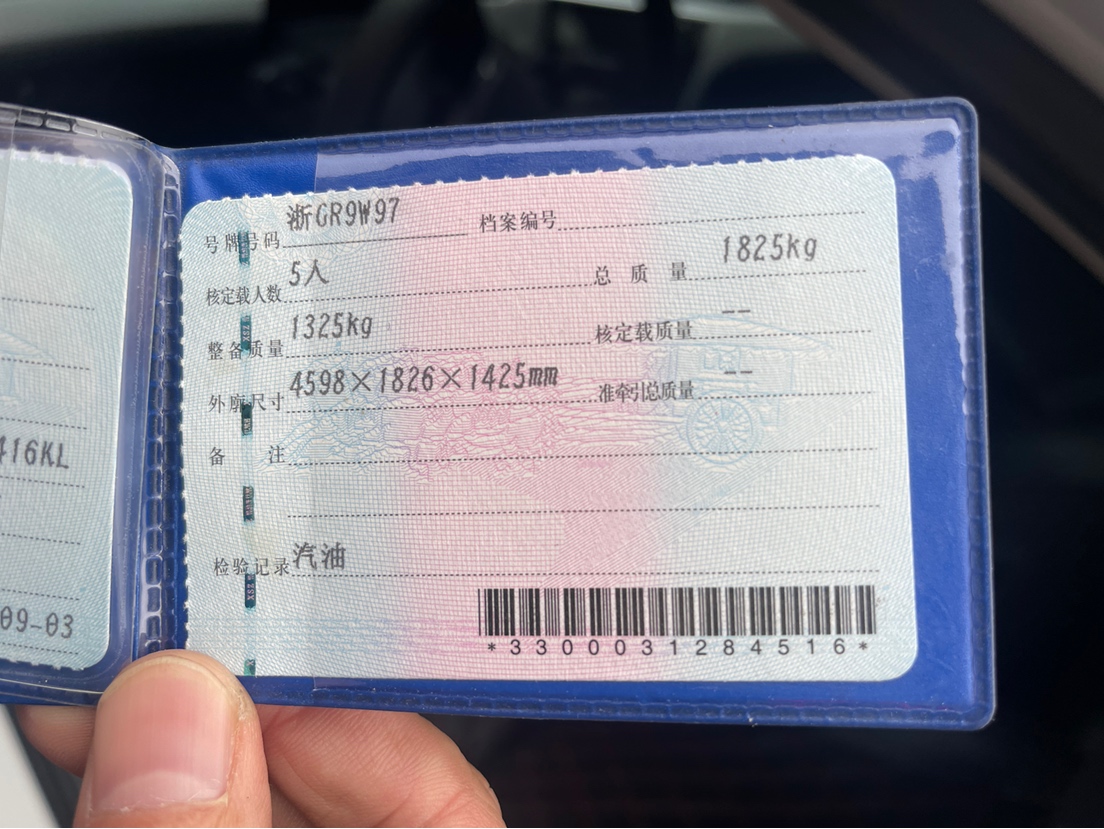 号牌号码 浙GR9W97 档案编号
核定载人数 5人 总质量 1825kg
整备质量 1325kg 核定载质量 --
外廓尺寸 4598×1826×1425mm 准牵引总质量 --
备注
检验记录 汽油
*3300031284516*
416KL
09-03